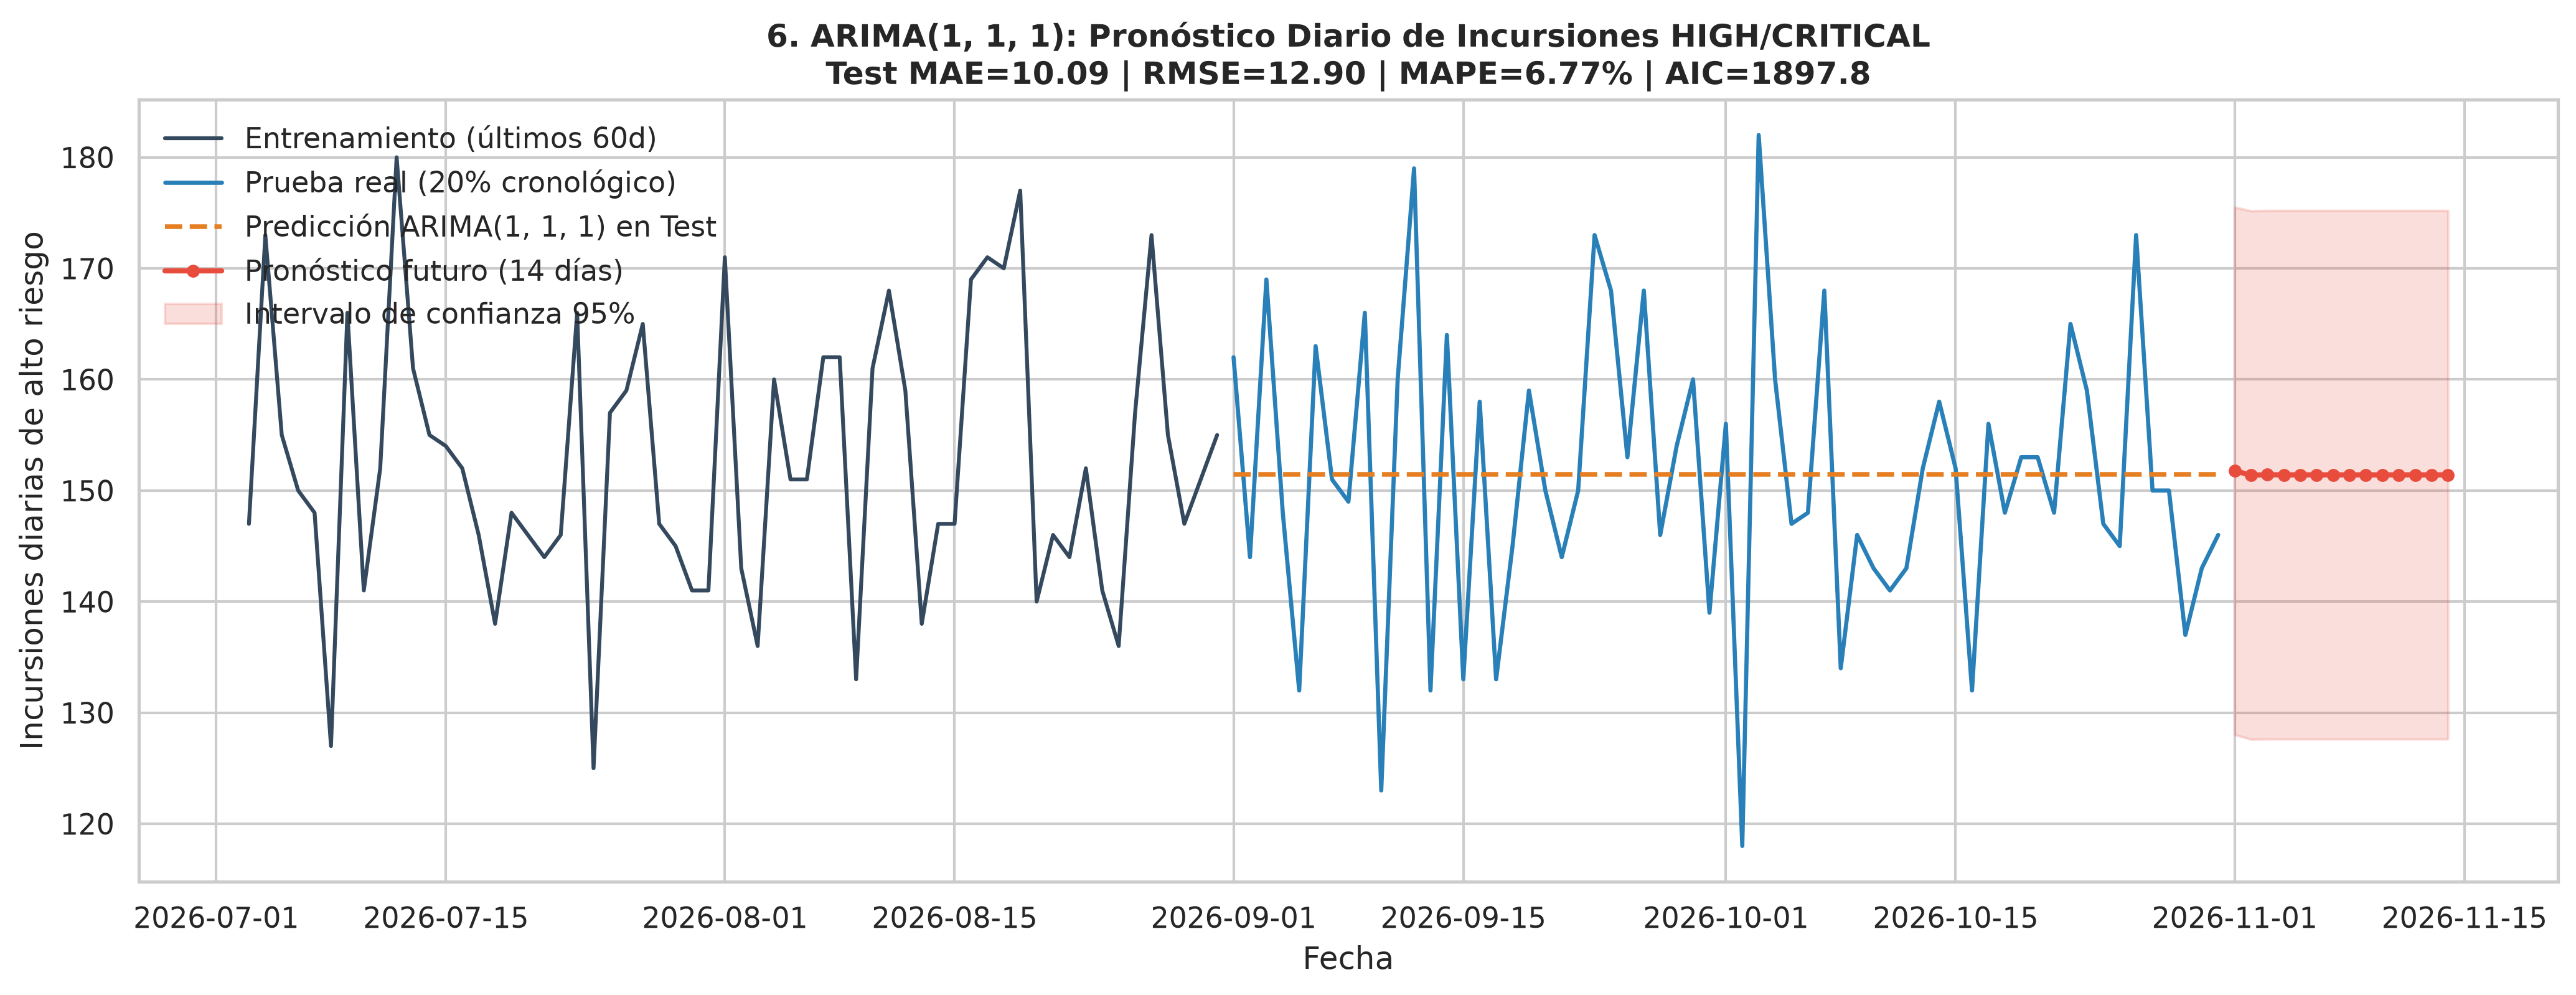 6. ARIMA(1, 1, 1): Pronóstico Diario de Incursiones HIGH/CRITICAL
Test MAE=10.09 | RMSE=12.90 | MAPE=6.77% | AIC=1897.8
Entrenamiento (últimos 60d)
Prueba real (20% cronológico)
Predicción ARIMA(1, 1, 1) en Test
Pronóstico futuro (14 días)
Intervalo de confianza 95%
Incursiones diarias de alto riesgo
180
170
160
150
140
130
120
2026-07-01
2026-07-15
2026-08-01
2026-08-15
2026-09-01
2026-09-15
2026-10-01
2026-10-15
2026-11-01
2026-11-15
Fecha